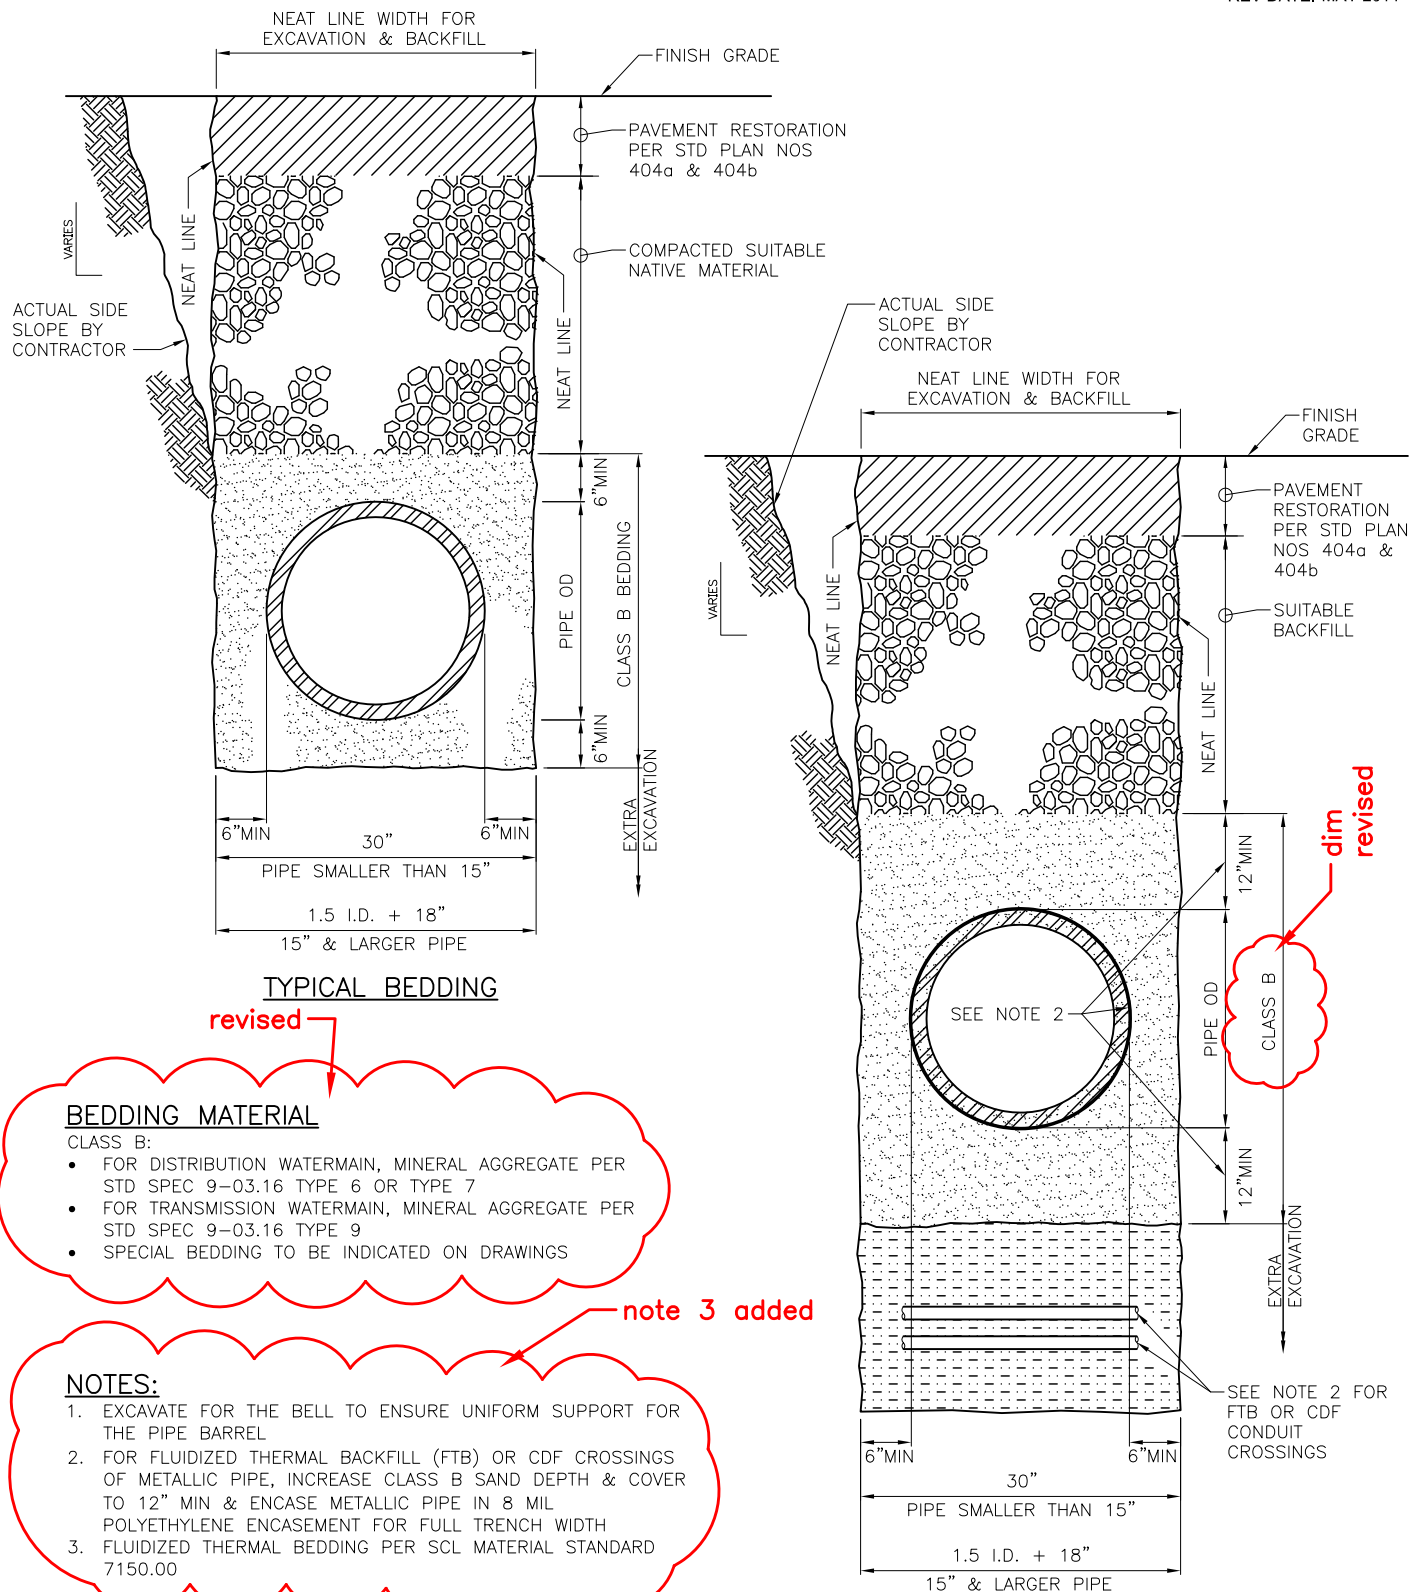 NEAT LINE WIDTH FOR
EXCAVATION & BACKFILL
FINISH GRADE
PAVEMENT RESTORATION
PER STD PLAN NOS
404a & 404b
NEAT LINE
VARIES
COMPACTED SUITABLE
NATIVE MATERIAL
ACTUAL SIDE
SLOPE BY
CONTRACTOR
NEAT LINE
6"MIN
PIPE OD
CLASS B BEDDING
6"MIN
EXTRA
EXCAVATION
6"MIN
6"MIN
30"
PIPE SMALLER THAN 15"
1.5 I.D. + 18"
15" & LARGER PIPE
TYPICAL BEDDING
revised
BEDDING MATERIAL
CLASS B:
• FOR DISTRIBUTION WATERMAIN, MINERAL AGGREGATE PER
STD SPEC 9-03.16 TYPE 6 OR TYPE 7
• FOR TRANSMISSION WATERMAIN, MINERAL AGGREGATE PER
STD SPEC 9-03.16 TYPE 9
• SPECIAL BEDDING TO BE INDICATED ON DRAWINGS
note 3 added
NOTES:
1. EXCAVATE FOR THE BELL TO ENSURE UNIFORM SUPPORT FOR
THE PIPE BARREL
2. FOR FLUIDIZED THERMAL BACKFILL (FTB) OR CDF CROSSINGS
OF METALLIC PIPE, INCREASE CLASS B SAND DEPTH & COVER
TO 12" MIN & ENCASE METALLIC PIPE IN 8 MIL
POLYETHYLENE ENCASEMENT FOR FULL TRENCH WIDTH
3. FLUIDIZED THERMAL BEDDING PER SCL MATERIAL STANDARD
7150.00
ACTUAL SIDE
SLOPE BY
CONTRACTOR
NEAT LINE WIDTH FOR
EXCAVATION & BACKFILL
FINISH
GRADE
PAVEMENT
RESTORATION
PER STD PLAN
NOS 404a &
404b
VARIES
NEAT LINE
SUITABLE
BACKFILL
NEAT LINE
dim
revised
12"MIN
SEE NOTE 2
PIPE OD
CLASS B
12"MIN
EXTRA
EXCAVATION
SEE NOTE 2 FOR
FTB OR CDF
CONDUIT
CROSSINGS
6"MIN
6"MIN
30"
PIPE SMALLER THAN 15"
1.5 I.D. + 18"
15" & LARGER PIPE